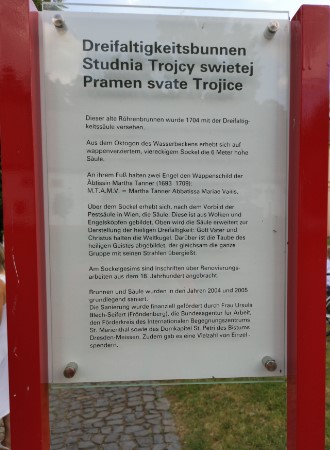 Dreifaltigkeitsbunnen
Studnia Trojcy swietej
Pramen svate Trojice
Dieser alte Röhrenbrunnen wurde 1704 mit der Dreifaltig-
keitssäule versehen.
Aus dem Oktogon des Wasserbeckens erhebt sich auf
wappenverziertem, viereckigem Sockel die 6 Meter hohe
Säule.
An ihrem Fuß halten zwei Engel den Wappenschild der
Äbtissin Martha Tanner (1693-1709):
M.T.A.M.V. = Martha Tanner Abbatissa Mariae Vallis.
Über dem Sockel erhebt sich, nach dem Vorbild der
Pestsäule in Wien, die Säule. Diese ist aus Wolken und
Engelsköpfen gebildet. Oben wird die Säule erweitert zur
Darstellung der heiligen Dreifaltigkeit: Gott Vater und
Christus halten die Weltkugel. Darüber ist die Taube des
heiligen Geistes abgebildet, der gleichsam die ganze
Gruppe mit seinen Strahlen übergießt.
Am Sockelgesims sind Inschriften über Renovierungs-
arbeiten aus dem 18. Jahrhundert angebracht.
Brunnen und Säule wurden in den Jahren 2004 und 2005
grundlegend saniert.
Die Sanierung wurde finanziell gefördert durch Frau Ursula
Blech-Seifert (Fröndenberg), die Bundesagentur für Arbeit,
den Förderkreis des Internationalen Begegnungszentrums
St. Marienthal sowie des Domkapitel St. Petri des Bistums
Dresden-Meissen. Zudem gab es eine Vielzahl von Einzel-
spendern.